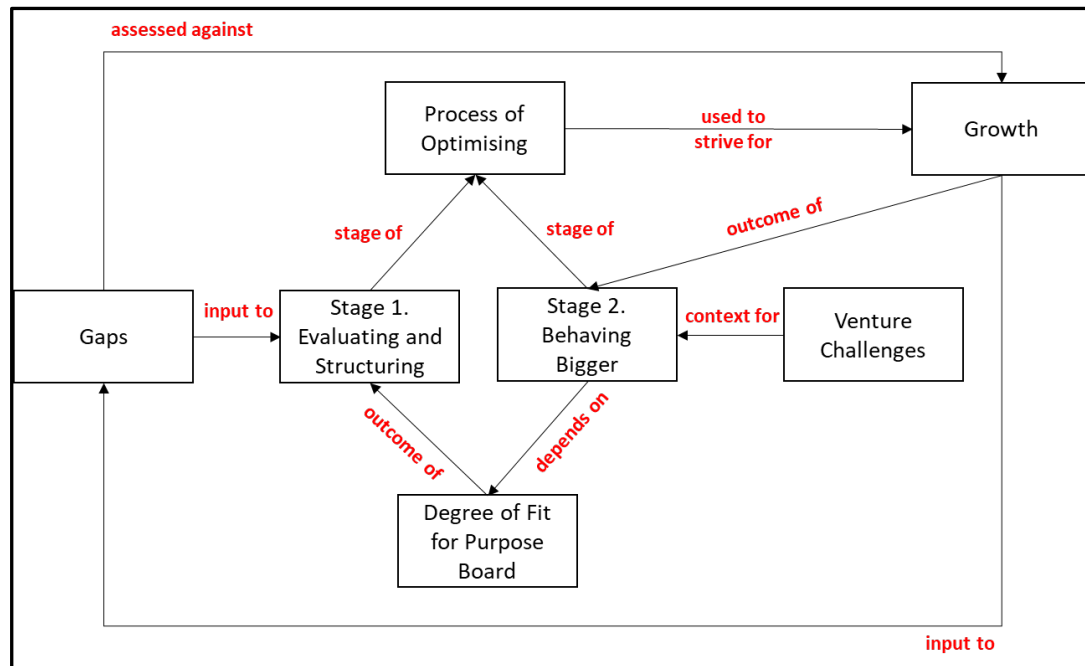 assessed against
Process of
Optimising
used to
strive for
Growth
stage of
stage of
outcome of
Gaps
input to
Stage 1.
Evaluating and
Structuring
Stage 2.
Behaving
Bigger
context for
Venture
Challenges
outcome of
depends on
Degree of Fit
for Purpose
Board
input to